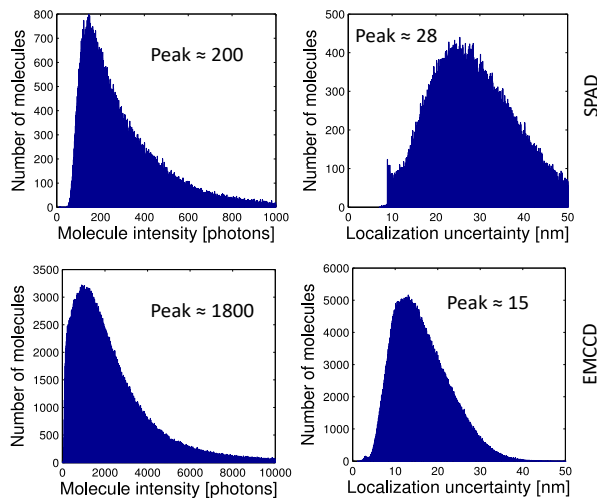 800
700
600
500
400
300
200
100
0
Number of molecules
Peak ≈ 200
0 200 400 600 800 1000
Molecule intensity [photons]
500
400
300
200
100
0
Number of molecules
Peak ≈ 28
0 10 20 30 40 50
Localization uncertainty [nm]
SPAD
3500
3000
2500
2000
1500
1000
500
0
Number of molecules
Peak ≈ 1800
0 2000 4000 6000 8000 10000
Molecule intensity [photons]
6000
5000
4000
3000
2000
1000
0
Number of molecules
Peak ≈ 15
0 10 20 30 40 50
Localization uncertainty [nm]
EMCCD